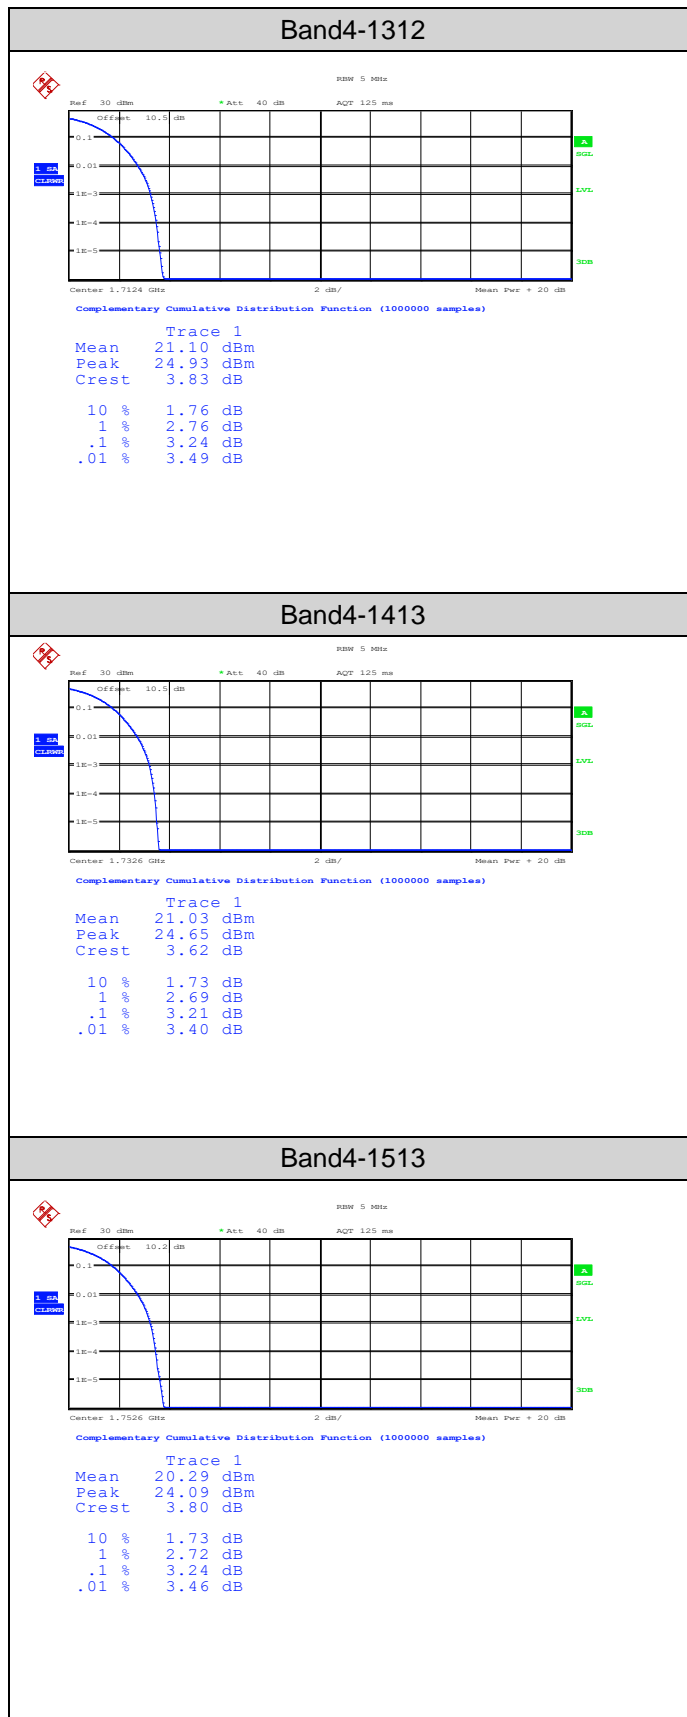 Band4-1312
R S
RBW 5 MHz
Ref 30 dBm * Att 40 dB AQT 125 ms
Offset 10.5 dB
0.1
A
SGL
0.01
1 SA
CLRWR
1E-3
LVL
1E-4
1E-5
3DB
Center 1.7124 GHz 2 dB/ Mean Pwr + 20 dB
Complementary Cumulative Distribution Function (1000000 samples)
Trace 1
Mean 21.10 dBm
Peak 24.93 dBm
Crest 3.83 dB
10 % 1.76 dB
1 % 2.76 dB
.1 % 3.24 dB
.01 % 3.49 dB
Band4-1413
R S
RBW 5 MHz
Ref 30 dBm * Att 40 dB AQT 125 ms
Offset 10.5 dB
0.1
A
SGL
0.01
1 SA
CLRWR
1E-3
LVL
1E-4
1E-5
3DB
Center 1.7326 GHz 2 dB/ Mean Pwr + 20 dB
Complementary Cumulative Distribution Function (1000000 samples)
Trace 1
Mean 21.03 dBm
Peak 24.65 dBm
Crest 3.62 dB
10 % 1.73 dB
1 % 2.69 dB
.1 % 3.21 dB
.01 % 3.40 dB
Band4-1513
R S
RBW 5 MHz
Ref 30 dBm * Att 40 dB AQT 125 ms
Offset 10.2 dB
0.1
A
SGL
0.01
1 SA
CLRWR
1E-3
LVL
1E-4
1E-5
3DB
Center 1.7526 GHz 2 dB/ Mean Pwr + 20 dB
Complementary Cumulative Distribution Function (1000000 samples)
Trace 1
Mean 20.29 dBm
Peak 24.09 dBm
Crest 3.80 dB
10 % 1.73 dB
1 % 2.72 dB
.1 % 3.24 dB
.01 % 3.46 dB